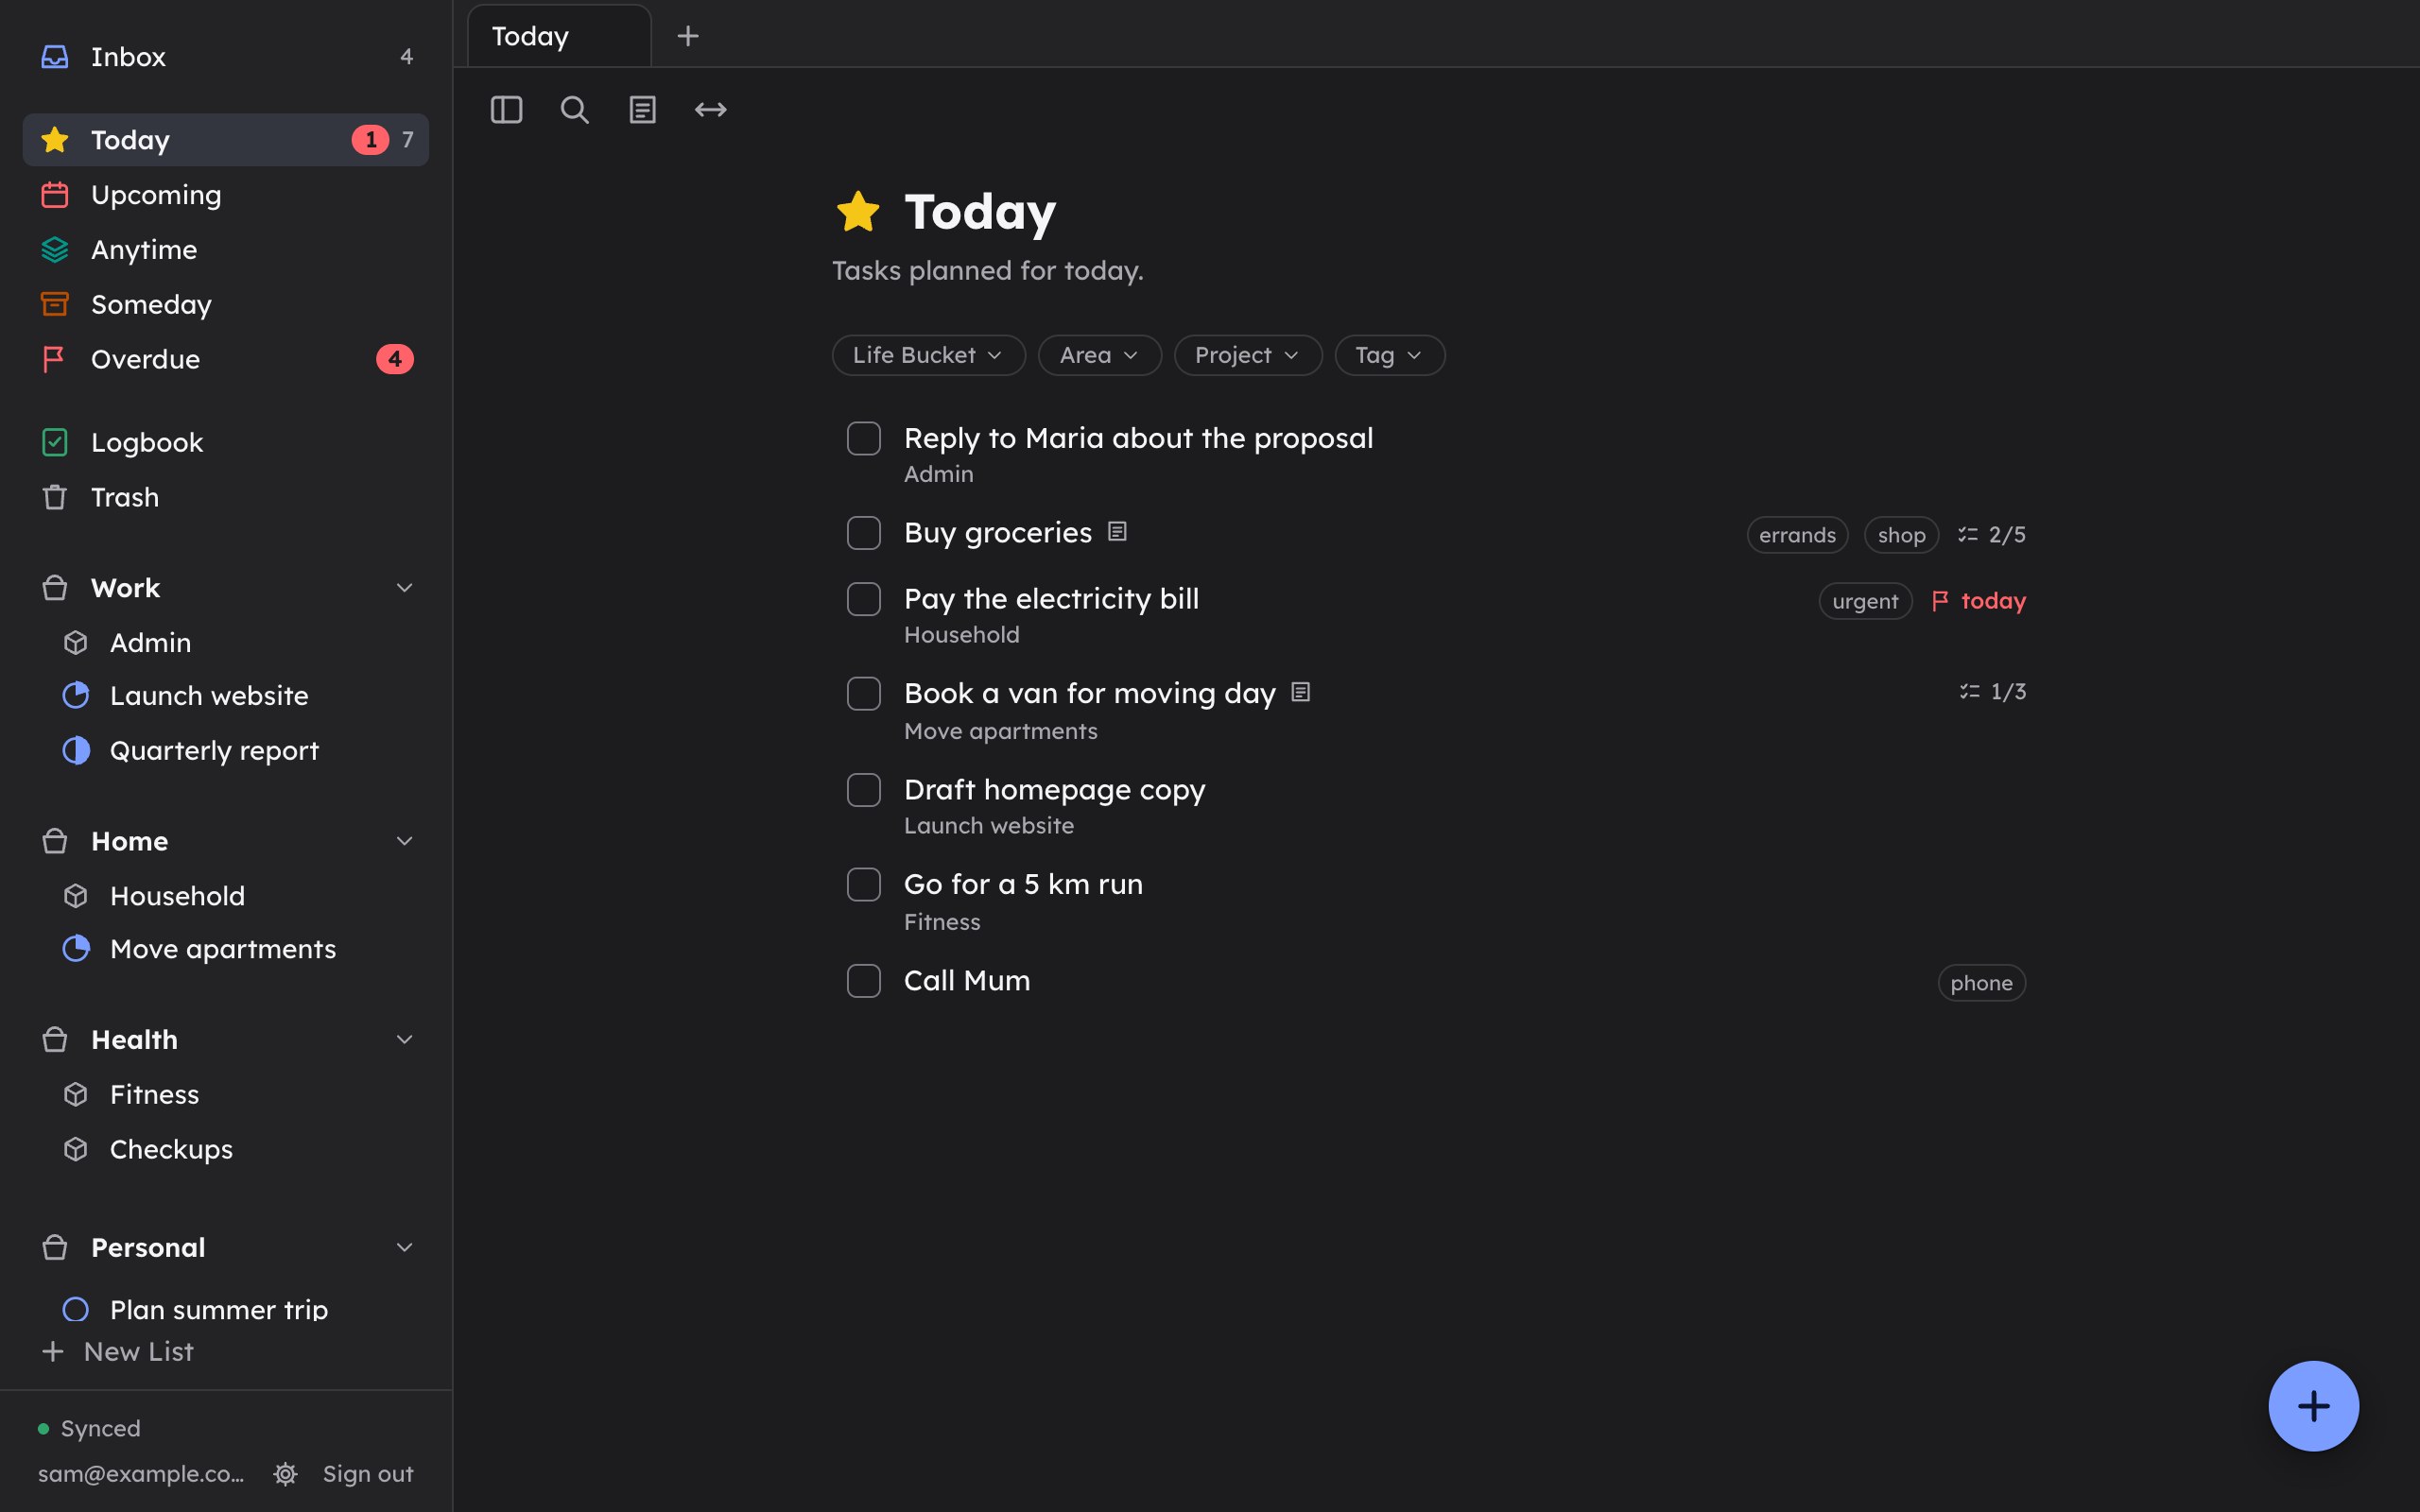 Inbox 4
Today 1 7
Upcoming
Anytime
Someday
Overdue 4
Logbook
Trash
Work
Admin
Launch website
Quarterly report
Home
Household
Move apartments
Health
Fitness
Checkups
Personal
Plan summer trip
New List
Synced
sam@example.co... Sign out
Today
Today
Tasks planned for today.
Life Bucket Area Project Tag
Reply to Maria about the proposal
Admin
Buy groceries errands shop 2/5
Pay the electricity bill urgent today
Household
Book a van for moving day 1/3
Move apartments
Draft homepage copy
Launch website
Go for a 5 km run
Fitness
Call Mum phone